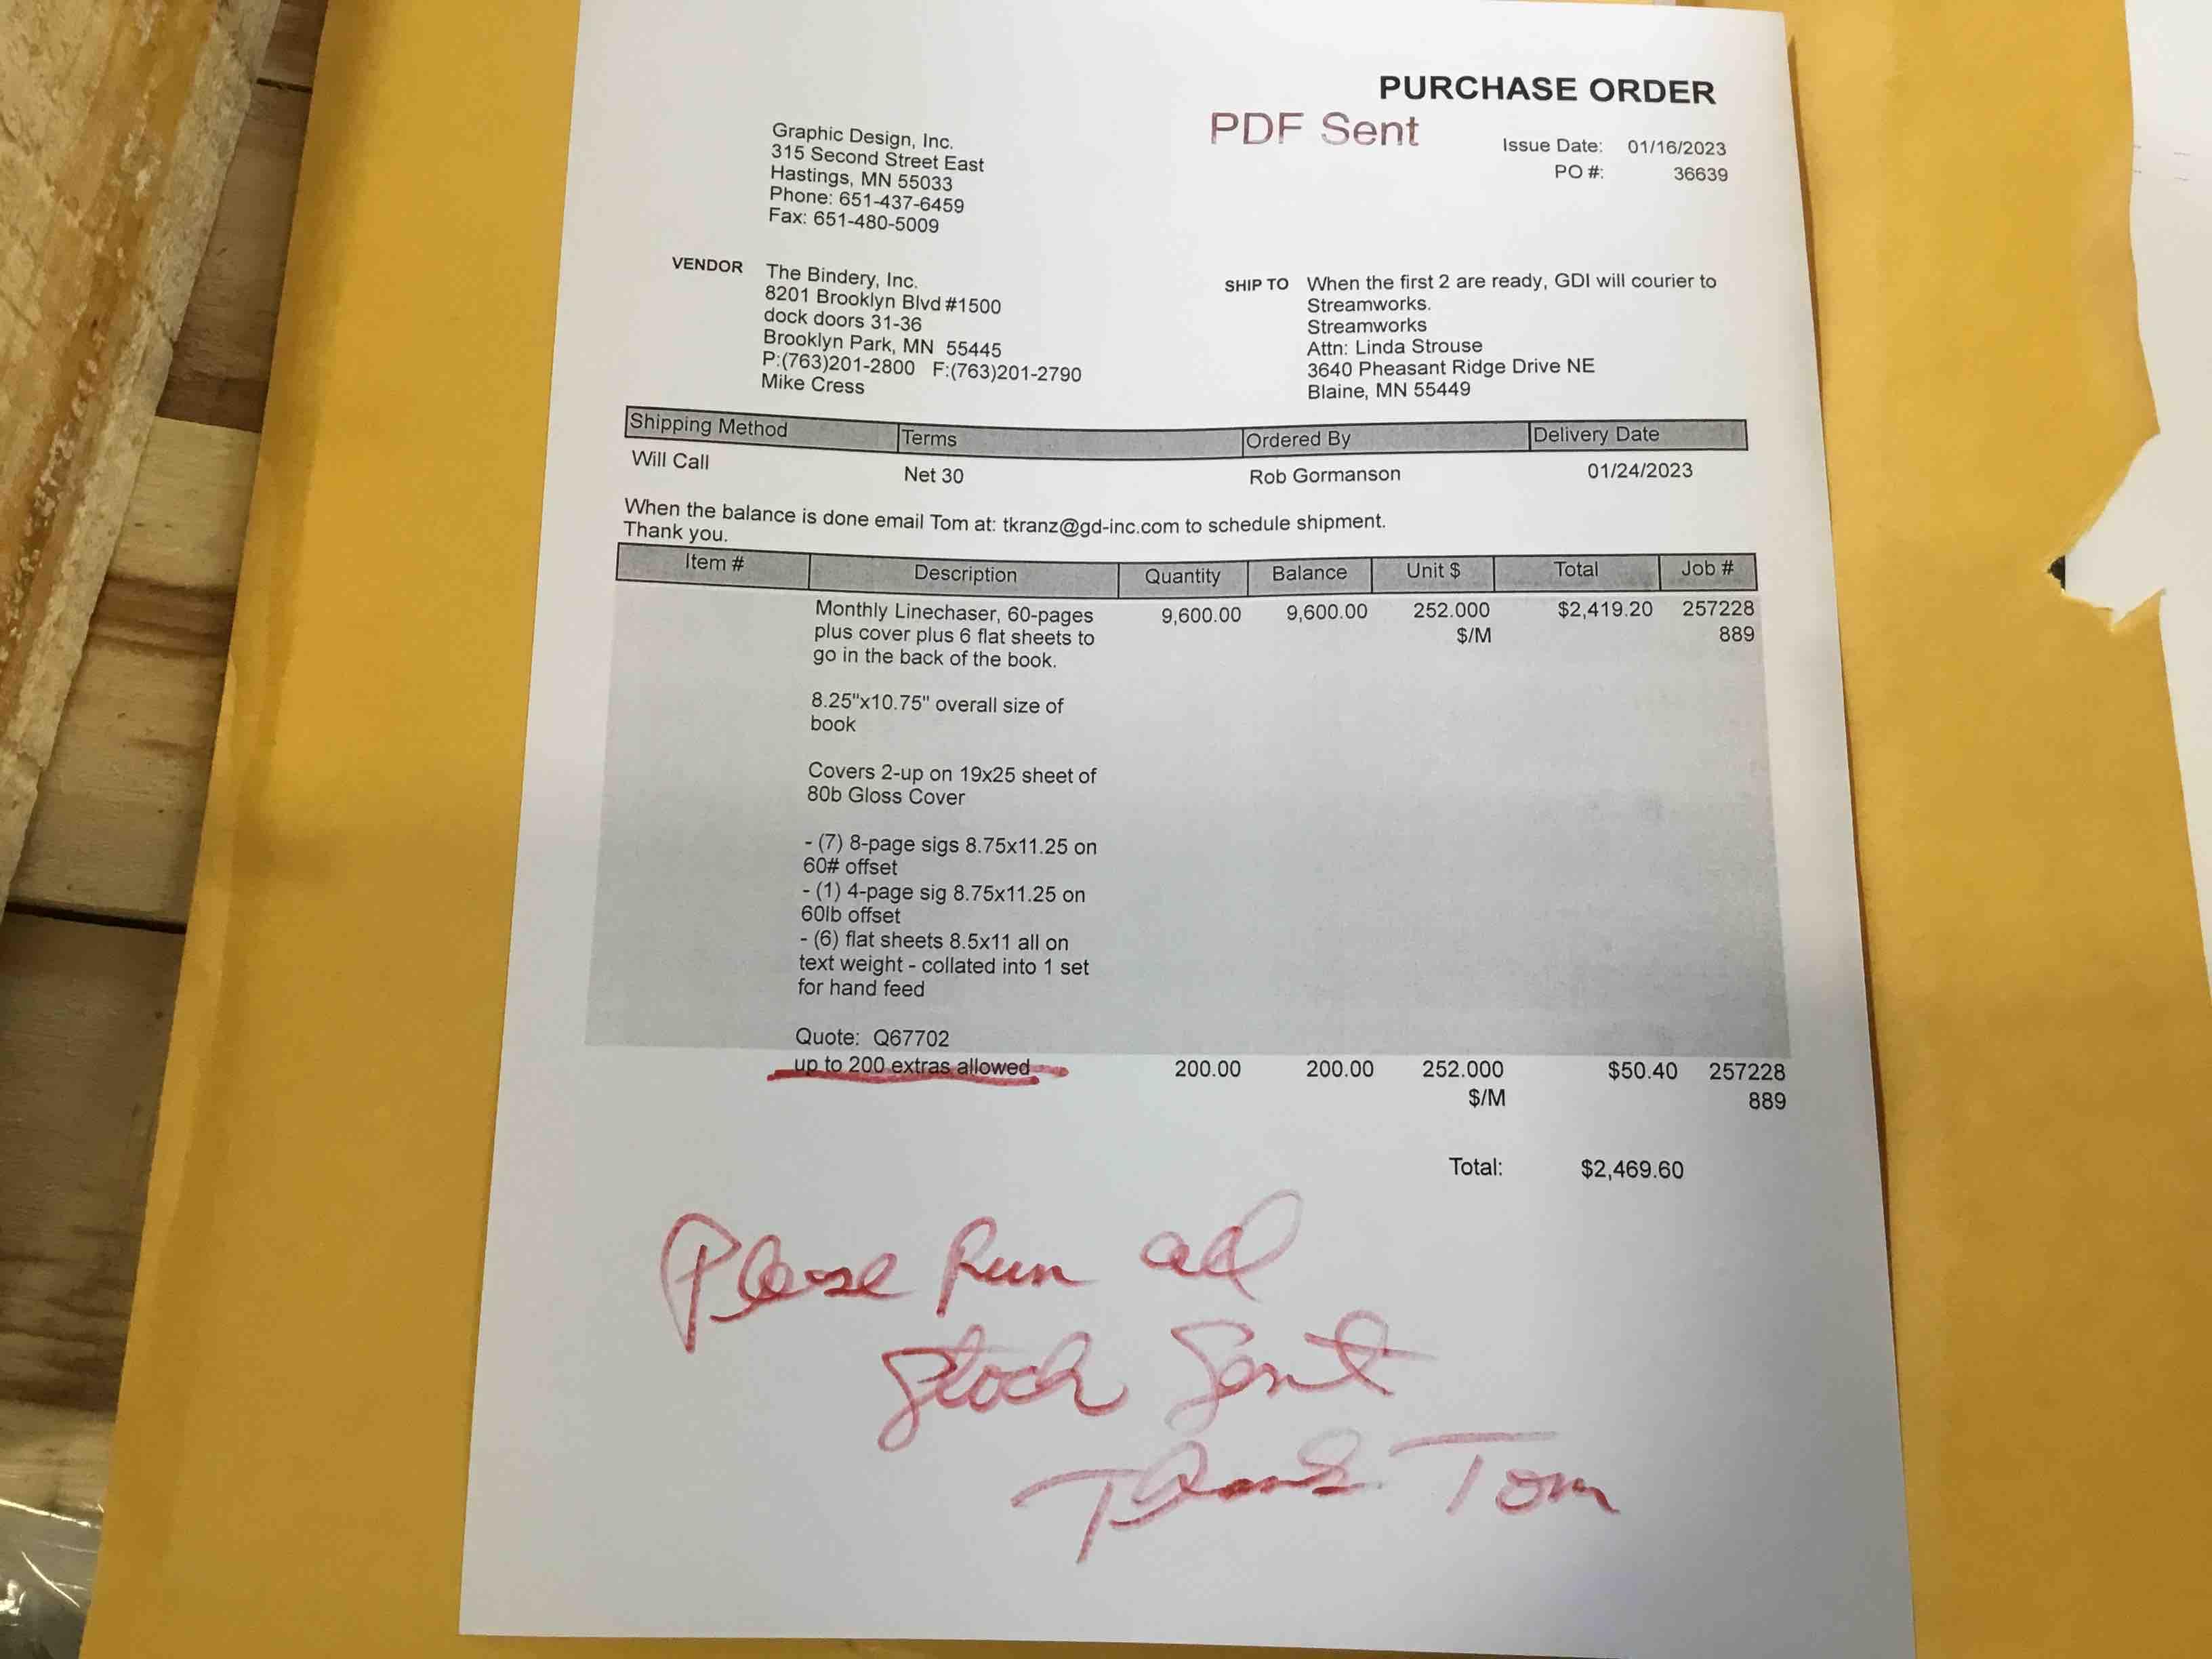 PURCHASE ORDER
PDF Sent
Issue Date: 01/16/2023
PO #: 36639
Graphic Design, Inc.
315 Second Street East
Hastings, MN 55033
Phone: 651-437-6459
Fax: 651-480-5009
VENDOR The Bindery, Inc.
8201 Brooklyn Blvd #1500
dock doors 31-36
Brooklyn Park, MN 55445
P:(763)201-2800 F:(763)201-2790
Mike Cress
SHIP TO When the first 2 are ready, GDI will courier to
Streamworks.
Streamworks
Attn: Linda Strouse
3640 Pheasant Ridge Drive NE
Blaine, MN 55449
Shipping Method Terms Ordered By Delivery Date
Will Call Net 30 Rob Gormanson 01/24/2023
When the balance is done email Tom at: tkranz@gd-inc.com to schedule shipment.
Thank you.
Item # Description Quantity Balance Unit $ Total Job #
Monthly Linechaser, 60-pages 9,600.00 9,600.00 252.000 $2,419.20 257228
plus cover plus 6 flat sheets to $/M 889
go in the back of the book.
8.25"x10.75" overall size of
book
Covers 2-up on 19x25 sheet of
80b Gloss Cover
- (7) 8-page sigs 8.75x11.25 on
60# offset
- (1) 4-page sig 8.75x11.25 on
60lb offset
- (6) flat sheets 8.5x11 all on
text weight - collated into 1 set
for hand feed
Quote: Q67702
up to 200 extras allowed 200.00 200.00 252.000 $50.40 257228
$/M 889
Total: $2,469.60
Please Run all
Stock Sent
Thanks Tom